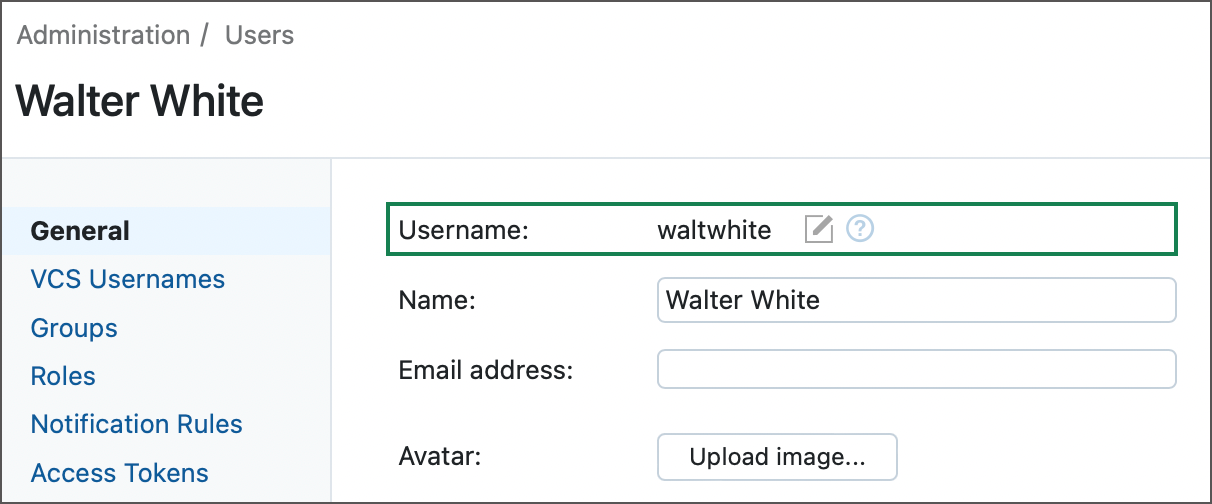 Administration / Users
Walter White
General
VCS Usernames
Groups
Roles
Notification Rules
Access Tokens
Username: waltwhite ?
Name: Walter White
Email address:
Avatar: Upload image...